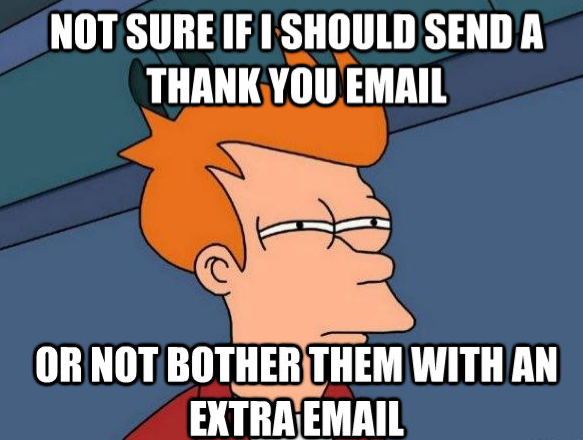 NOT SURE IF I SHOULD SEND A
THANK YOU EMAIL
OR NOT BOTHER THEM WITH AN
EXTRA EMAIL